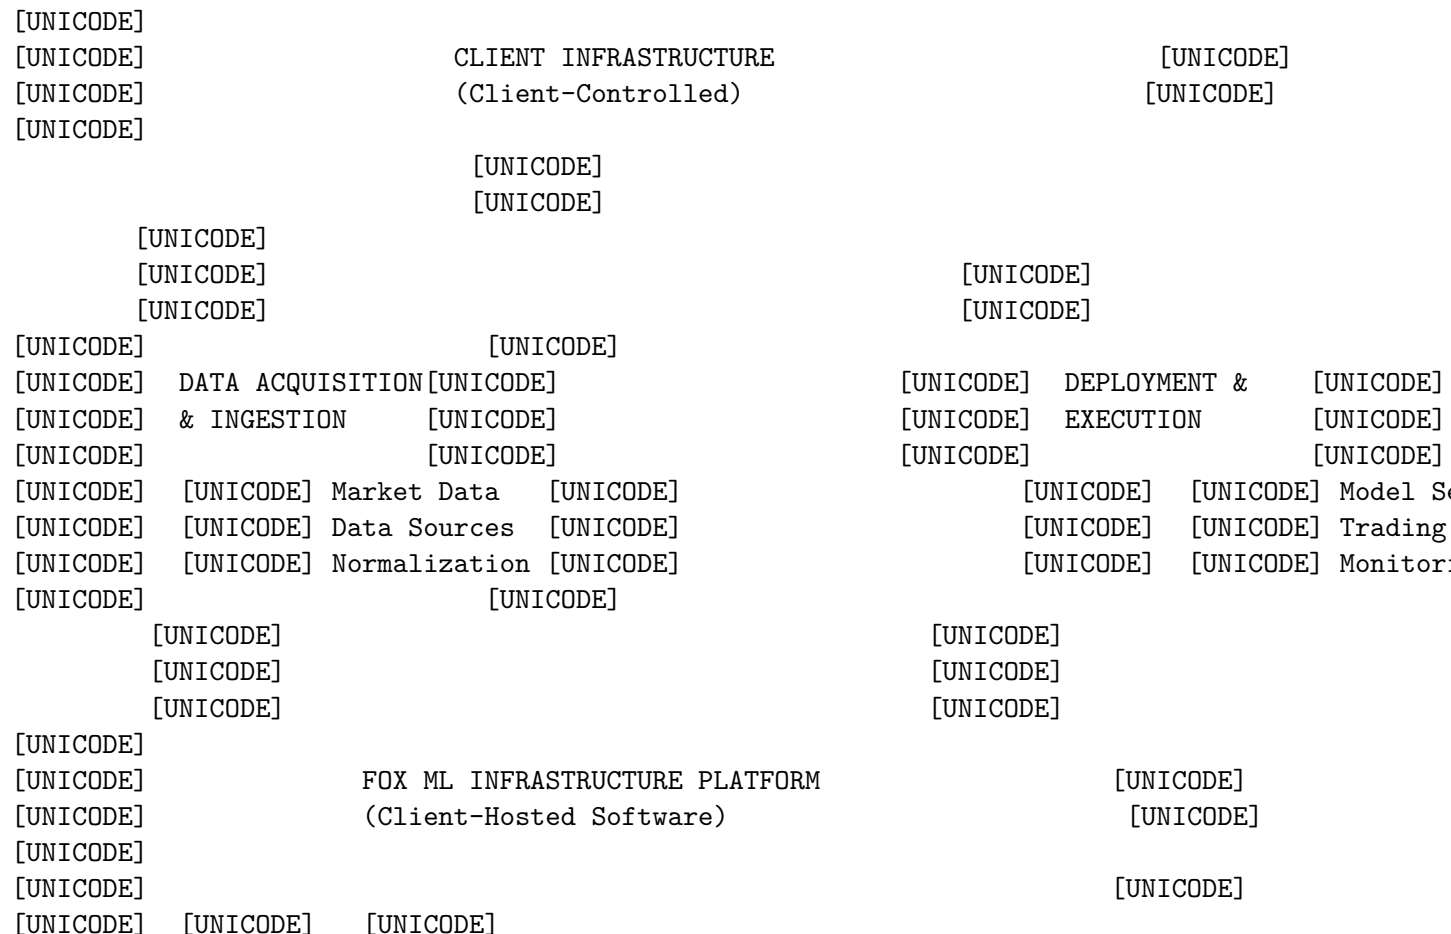 [UNICODE]
[UNICODE] CLIENT INFRASTRUCTURE [UNICODE]
[UNICODE] (Client-Controlled) [UNICODE]
[UNICODE]
[UNICODE]
[UNICODE]
[UNICODE]
[UNICODE] [UNICODE]
[UNICODE] [UNICODE]
[UNICODE] [UNICODE]
[UNICODE] DATA ACQUISITION[UNICODE] [UNICODE] DEPLOYMENT & [UNICODE]
[UNICODE] & INGESTION [UNICODE] [UNICODE] EXECUTION [UNICODE]
[UNICODE] [UNICODE] [UNICODE] [UNICODE]
[UNICODE] [UNICODE] Market Data [UNICODE] [UNICODE] [UNICODE] Model
[UNICODE] [UNICODE] Data Sources [UNICODE] [UNICODE] [UNICODE] Trading
[UNICODE] [UNICODE] Normalization [UNICODE] [UNICODE] [UNICODE]
[UNICODE] [UNICODE]
[UNICODE] [UNICODE]
[UNICODE] [UNICODE]
[UNICODE] [UNICODE]
[UNICODE]
[UNICODE] FOX ML INFRASTRUCTURE PLATFORM [UNICODE]
[UNICODE] (Client-Hosted Software) [UNICODE]
[UNICODE]
[UNICODE] [UNICODE]
[UNICODE] [UNICODE] [UNICODE]